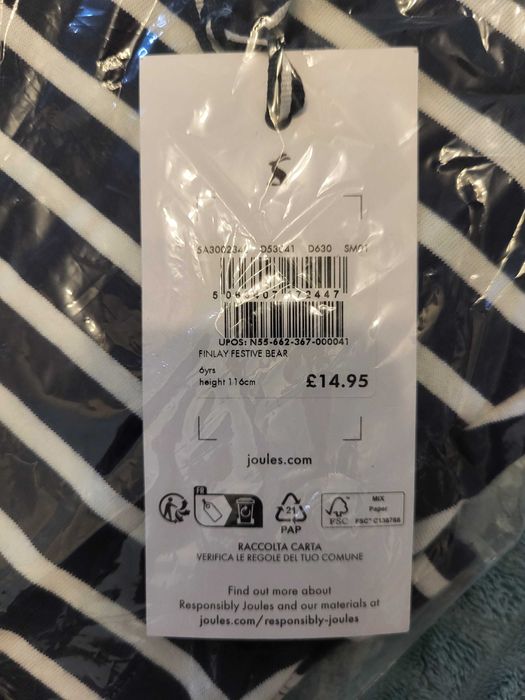 D630 SM01
UPOS: N55-662-367-000041
FINLAY FESTIVE BEAR
6yrs
height 116cm
£14.95
joules.com
FR
21
PAP
FSC
MIX
Paper
RACCOLTA CARTA
VERIFICA LE REGOLE DEL TUO COMUNE
Find out more about
Responsibly Joules and our materials at
joules.com/responsibly-joules